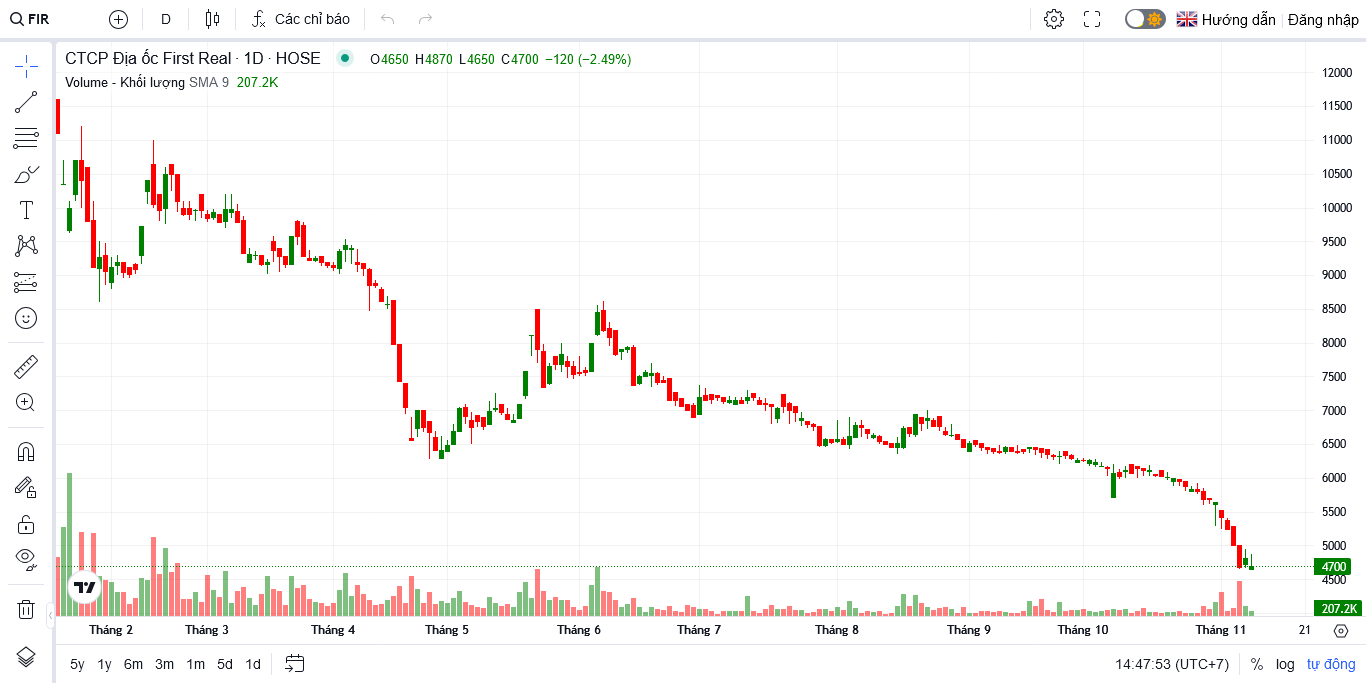 FIR
D
Các chỉ báo
Hướng dẫn
Đăng nhập
CTCP Địa ốc First Real · 1D · HOSE
O4650 H4870 L4650 C4700 −120 (−2.49%)
Volume - Khối lượng SMA 9 207.2K
12000
11500
11000
10500
10000
9500
9000
8500
8000
7500
7000
6500
6000
5500
5000
4700
4500
207.2K
Tháng 2 Tháng 3 Tháng 4 Tháng 5 Tháng 6 Tháng 7 Tháng 8 Tháng 9 Tháng 10 Tháng 11 21
5y 1y 6m 3m 1m 5d 1d
14:47:53 (UTC+7) % log tự động